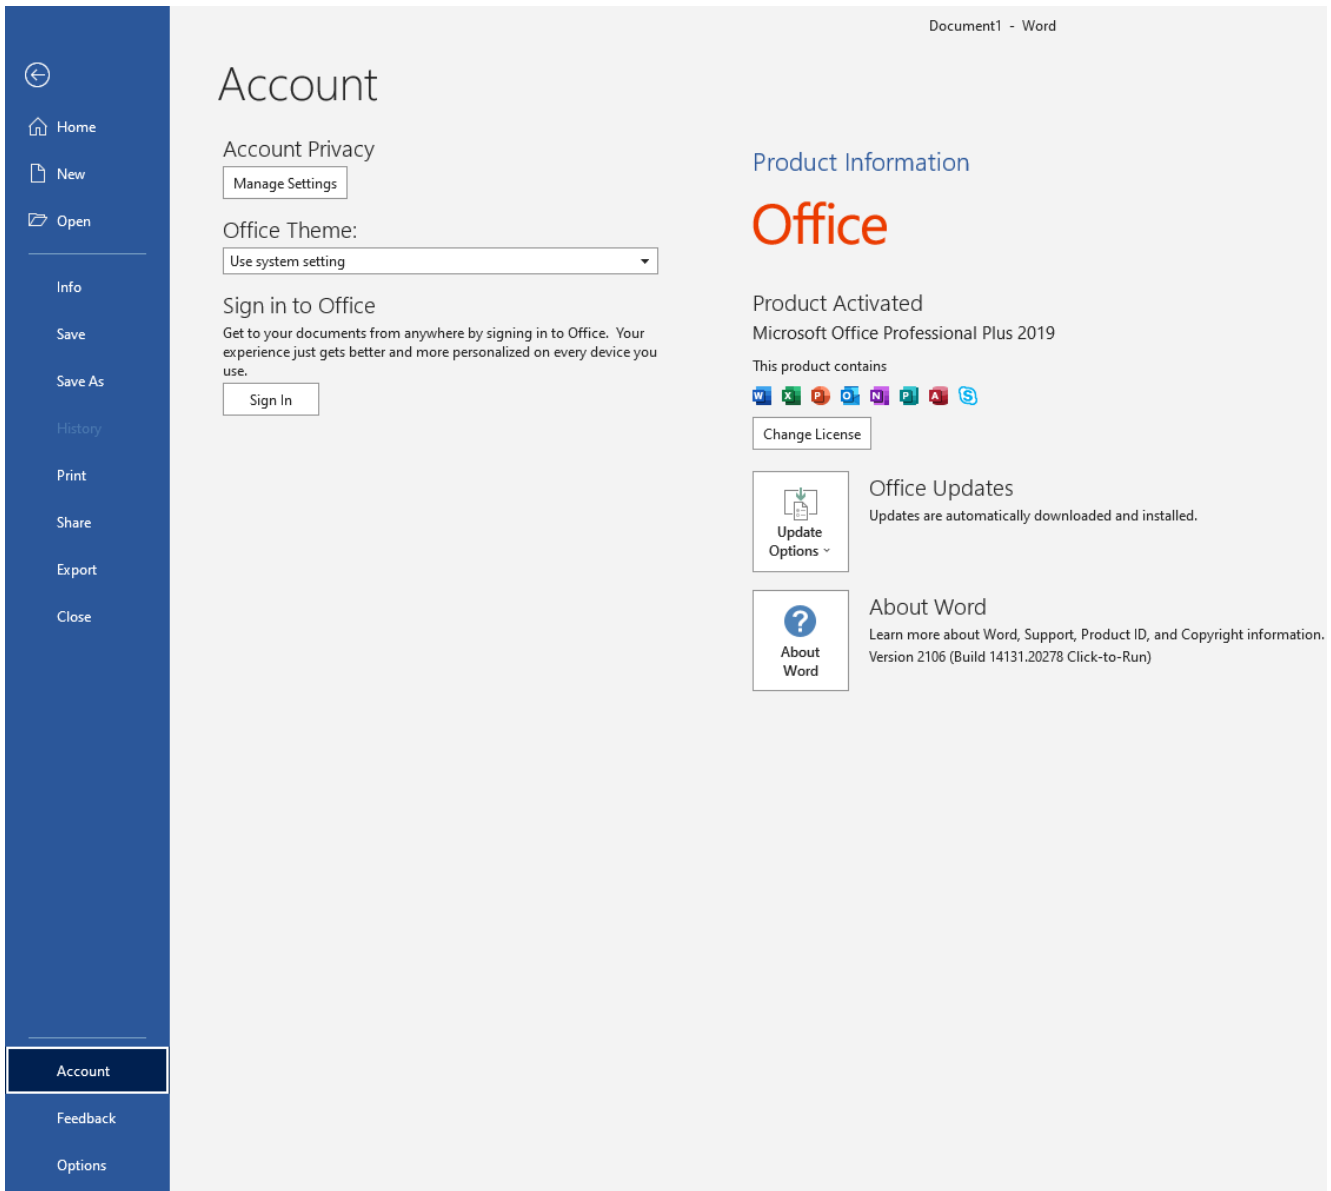 Document1 - Word
Home
New
Open
Info
Save
Save As
History
Print
Share
Export
Close
Account
Feedback
Options
Account
Account Privacy
Manage Settings
Office Theme:
Use system setting
Sign in to Office
Get to your documents from anywhere by signing in to Office. Your
experience just gets better and more personalized on every device you
use.
Sign In
Product Information
Office
Product Activated
Microsoft Office Professional Plus 2019
This product contains
W X P O N P A S
Change License
Update
Options
Office Updates
Updates are automatically downloaded and installed.
?
About
Word
About Word
Learn more about Word, Support, Product ID, and Copyright information.
Version 2106 (Build 14131.20278 Click-to-Run)